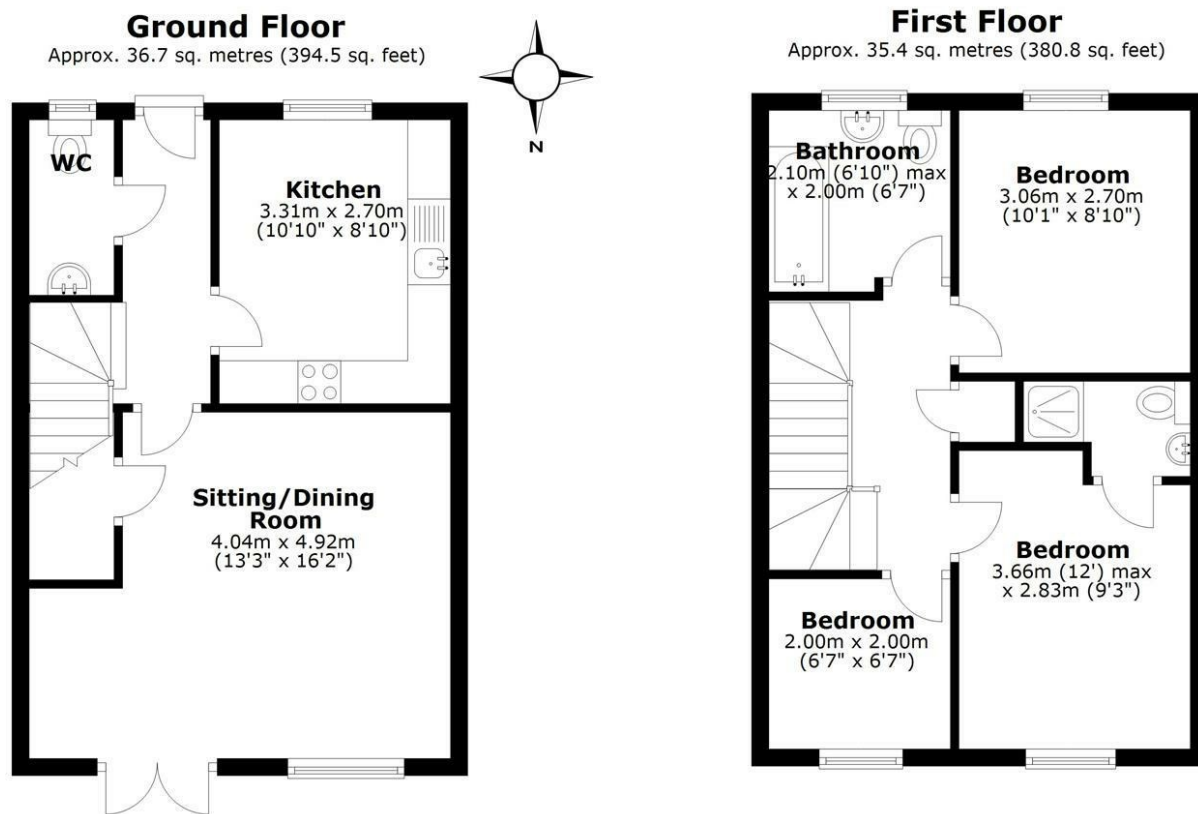 Ground Floor
Approx. 36.7 sq. metres (394.5 sq. feet)
N
WC
Kitchen
3.31m x 2.70m
(10'10" x 8'10")
Sitting/Dining
Room
4.04m x 4.92m
(13'3" x 16'2")
First Floor
Approx. 35.4 sq. metres (380.8 sq. feet)
Bathroom
2.10m (6'10") max
x 2.00m (6'7")
Bedroom
3.06m x 2.70m
(10'1" x 8'10")
Bedroom
3.66m (12') max
x 2.83m (9'3")
Bedroom
2.00m x 2.00m
(6'7" x 6'7")